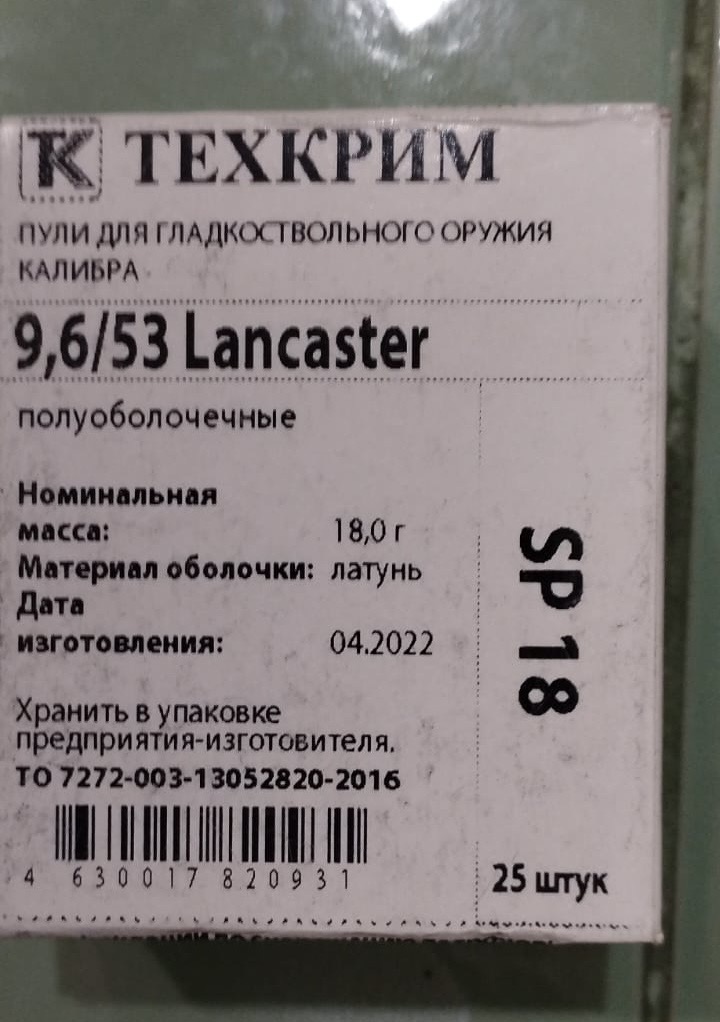 ТК ТЕХКРИМ
ПУЛИ ДЛЯ ГЛАДКОСТВОЛЬНОГО ОРУЖИЯ
КАЛИБРА
9,6/53 Lancaster
полуоболочечные
Номинальная
масса: 18,0 г
Материал оболочки: латунь
Дата
изготовления: 04.2022
SP 18
Хранить в упаковке
предприятия-изготовителя.
ТО 7272-003-13052820-2016
4 630017 820931
25 штук